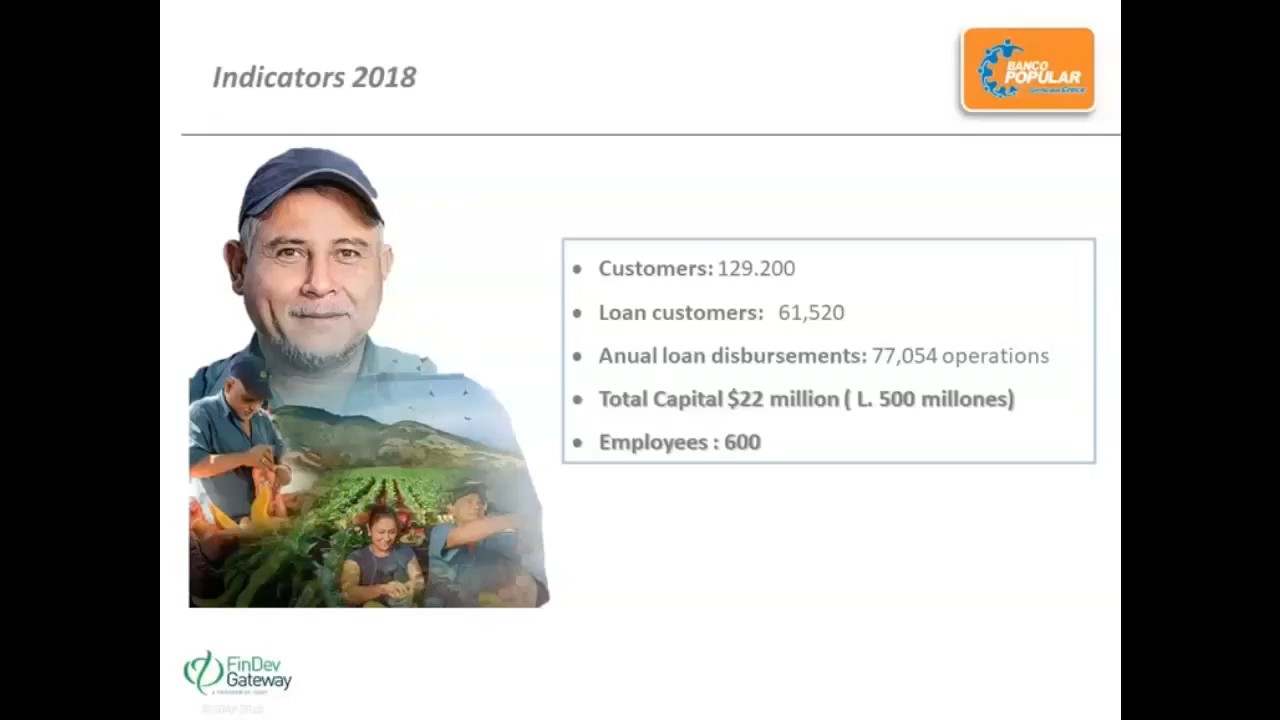 Indicators 2018
BANCO
POPULAR
Customers: 129.200
Loan customers: 61,520
Anual loan disbursements: 77,054 operations
Total Capital $22 million ( L. 500 millones)
Employees : 600
FinDev
Gateway